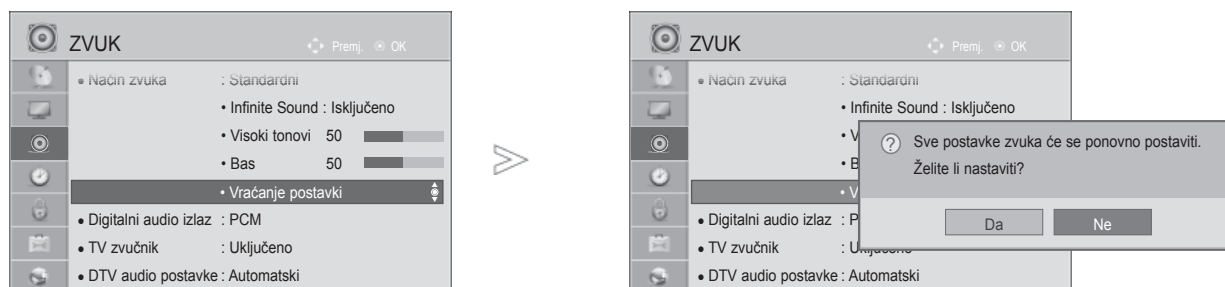 ZVUK
Premj. OK
• Način zvuka : Standardni
• Infinite Sound : Isključeno
• Visoki tonovi 50
• Bas 50
• Vraćanje postavki
• Digitalni audio izlaz : PCM
• TV zvučnik : Uključeno
• DTV audio postavke : Automatski
ZVUK
Premj. OK
• Način zvuka : Standardni
• Infinite Sound : Isključeno
• V
• B
• V
• Digitalni audio izlaz : P
• TV zvučnik : Uključeno
• DTV audio postavke : Automatski
Sve postavke zvuka će se ponovno postaviti.
Želite li nastaviti?
Da Ne